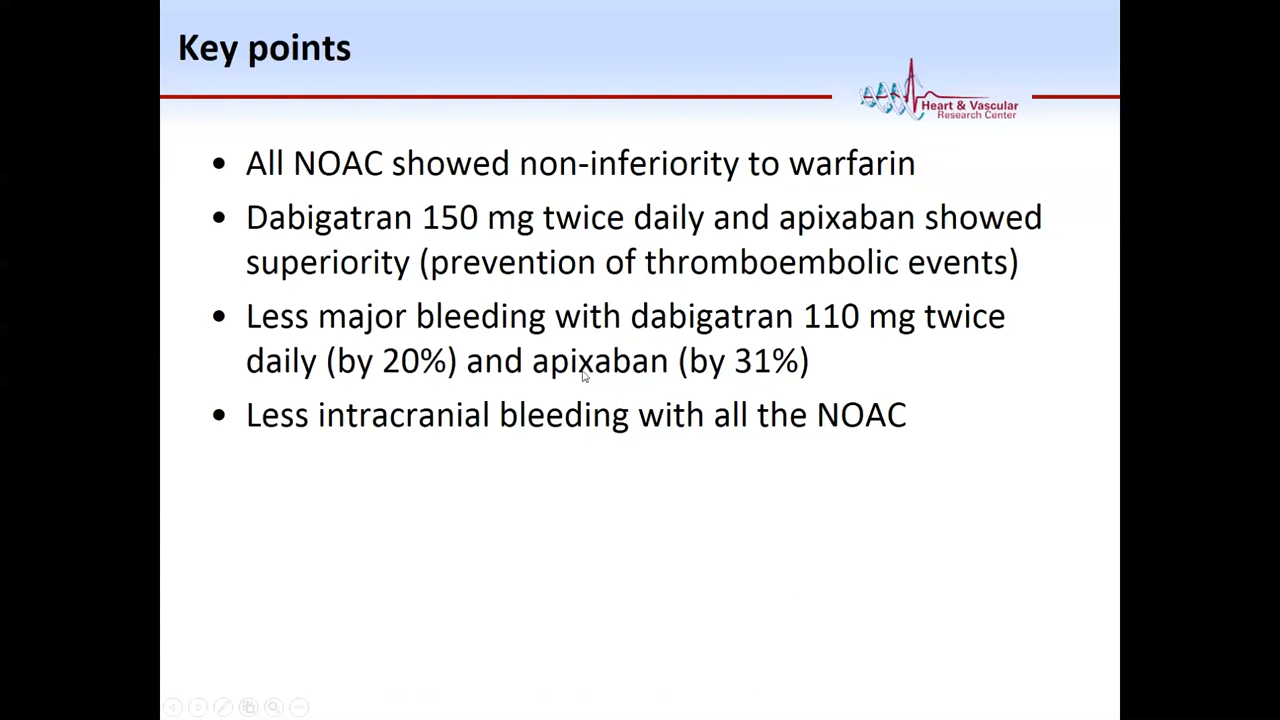 Key points
Heart & Vascular
Research Center
• All NOAC showed non-inferiority to warfarin
• Dabigatran 150 mg twice daily and apixaban showed
superiority (prevention of thromboembolic events)
• Less major bleeding with dabigatran 110 mg twice
daily (by 20%) and apixaban (by 31%)
• Less intracranial bleeding with all the NOAC